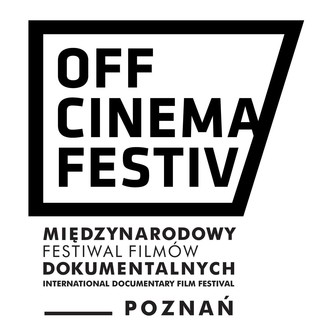 OFF
CINEMA
FESTIV
MIĘDZYNARODOWY
FESTIWAL FILMÓW
DOKUMENTALNYCH
INTERNATIONAL DOCUMENTARY FILM FESTIVAL
POZNAŃ